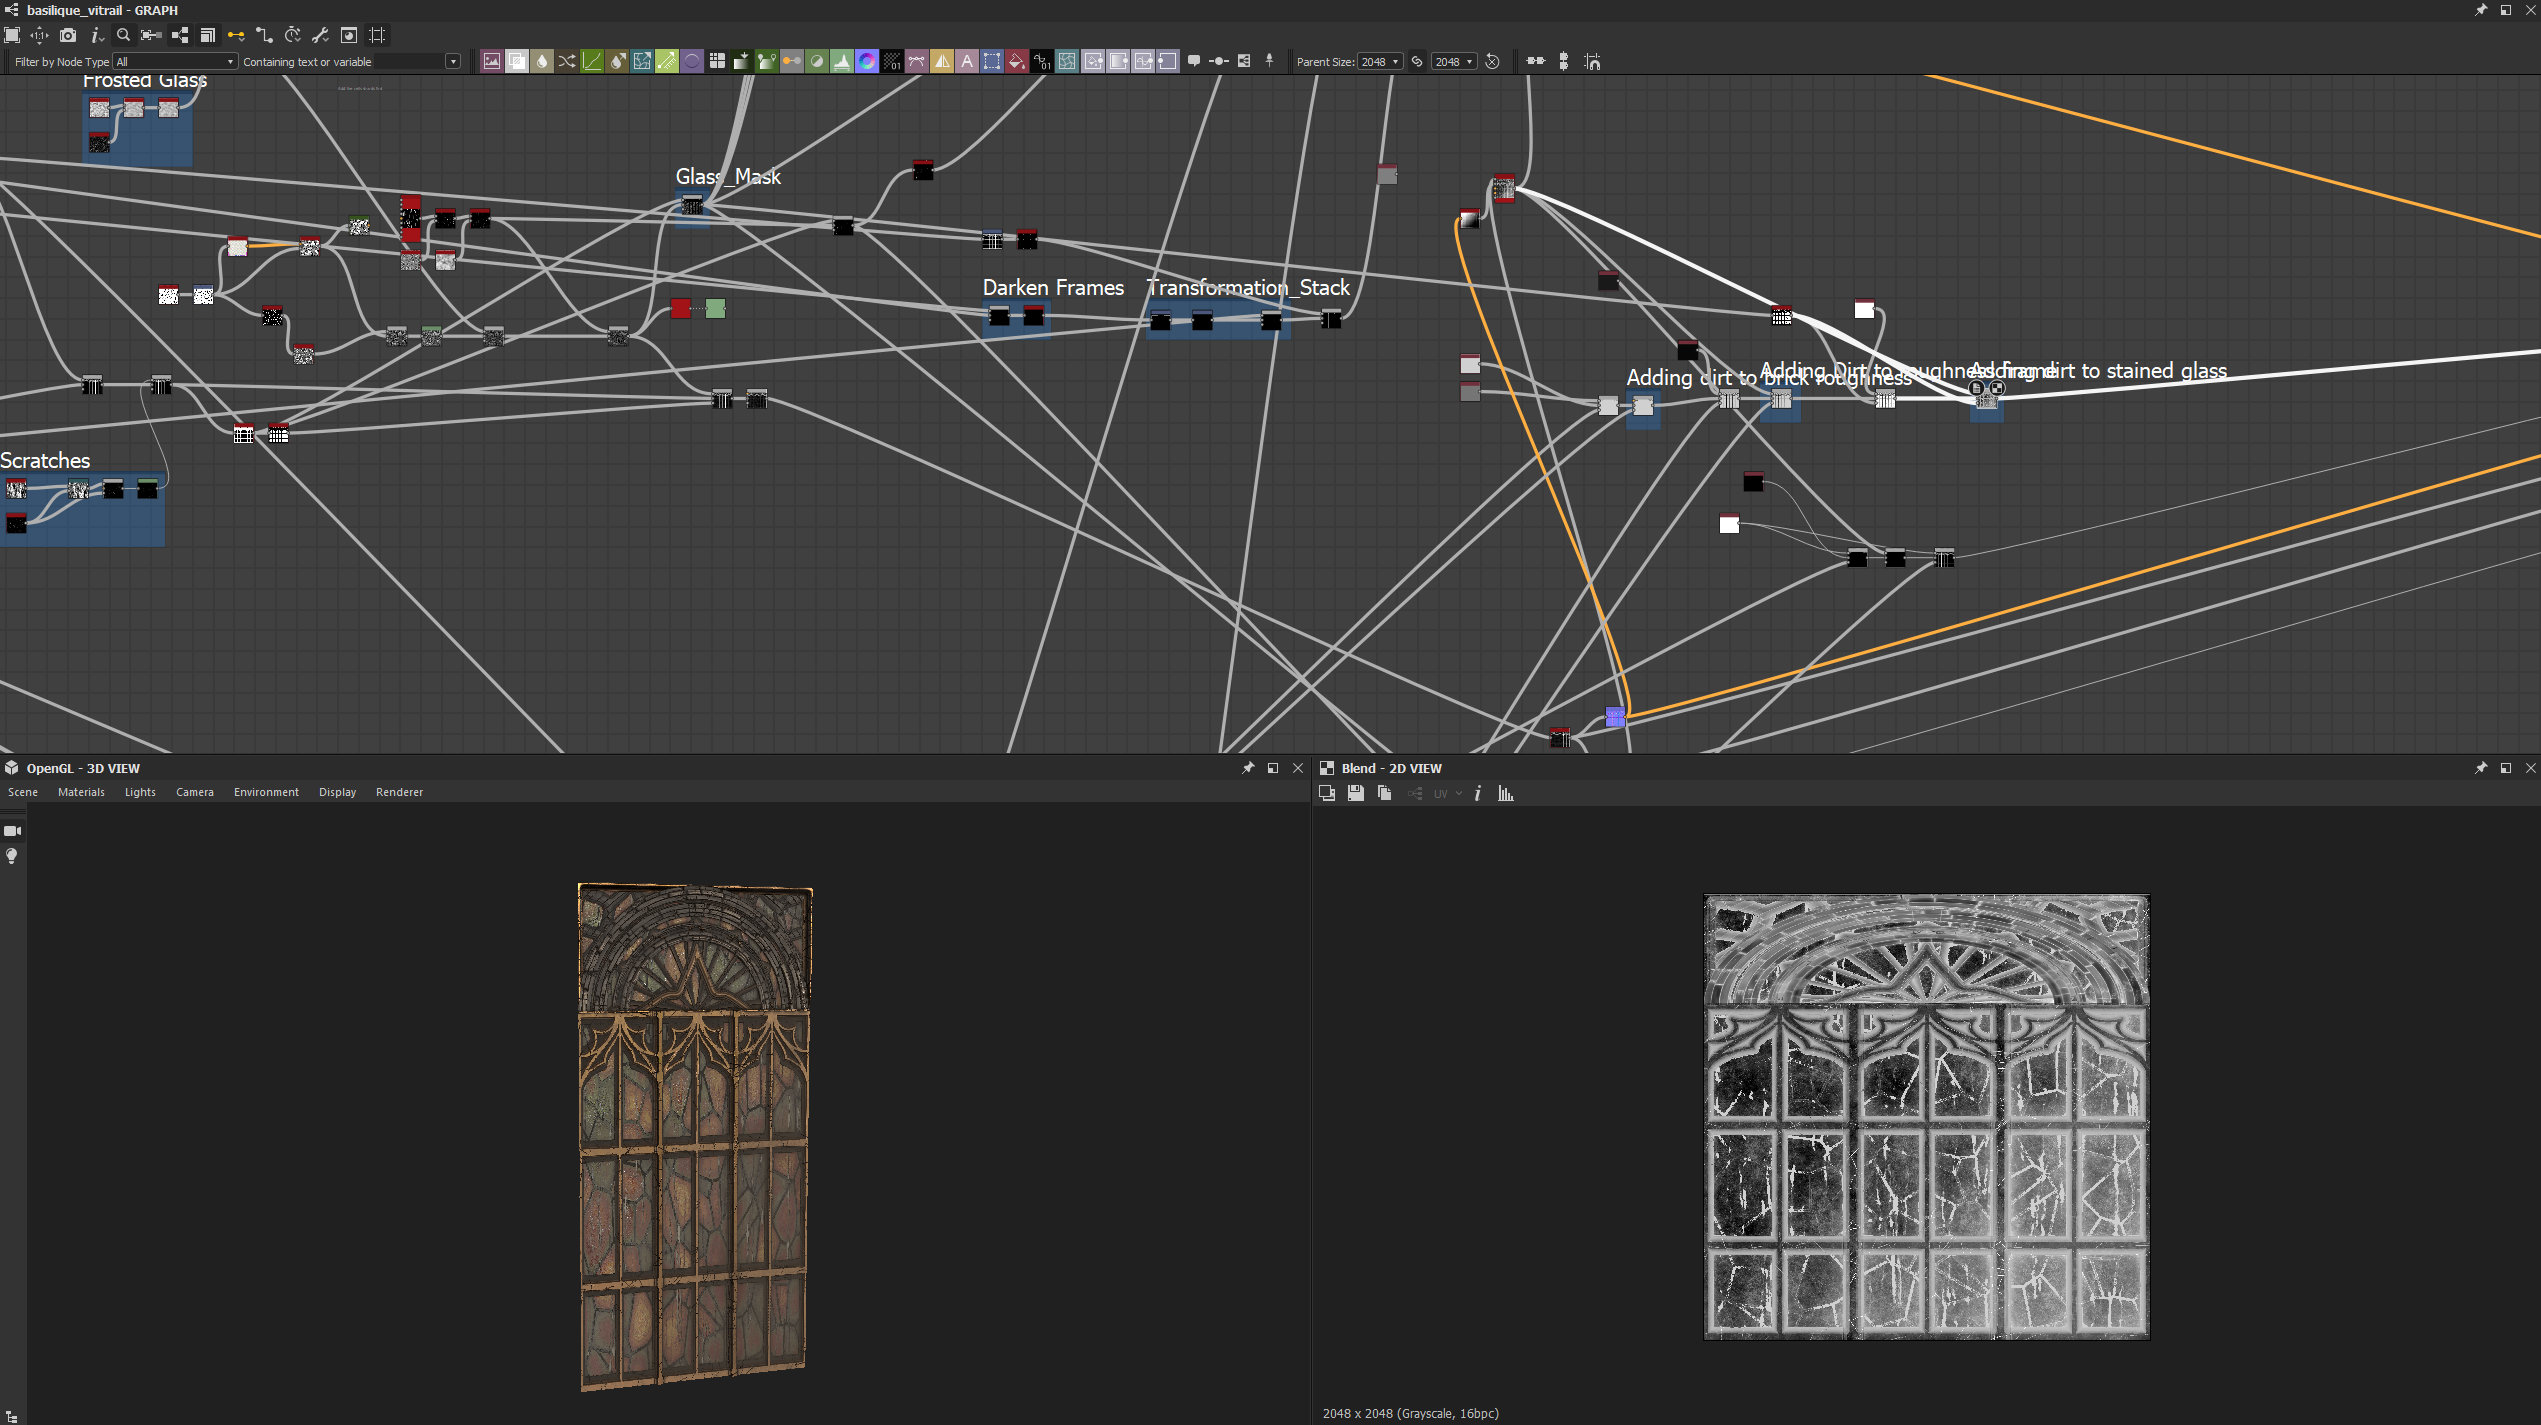 basilique_vitrail - GRAPH
Filter by Node Type All Containing text or variable Parent Size: 2048 2048
Frosted Glass
Glass_Mask
Darken Frames Transformation_Stack
Adding dirt to brick roughness
Adding Dirt to roughness frame
Adding dirt to stained glass
Scratches
OpenGL - 3D VIEW
Scene Materials Lights Camera Environment Display Renderer
Blend - 2D VIEW
UV
2048 x 2048 (Grayscale, 16bpc)